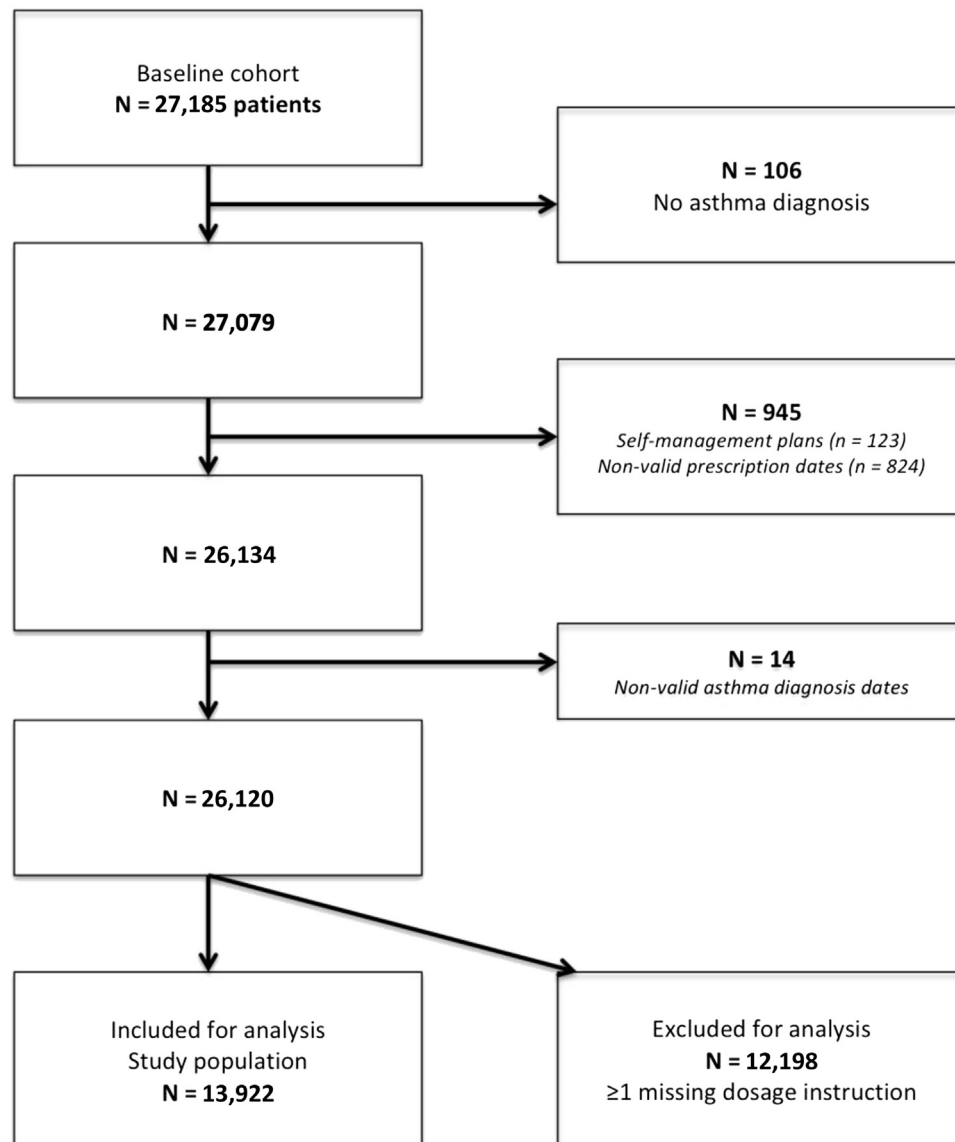 Baseline cohort
N = 27,185 patients
N = 106
No asthma diagnosis
N = 27,079
N = 945
Self-management plans (n = 123)
Non-valid prescription dates (n = 824)
N = 26,134
N = 14
Non-valid asthma diagnosis dates
N = 26,120
Included for analysis
Study population
N = 13,922
Excluded for analysis
N = 12,198
≥1 missing dosage instruction